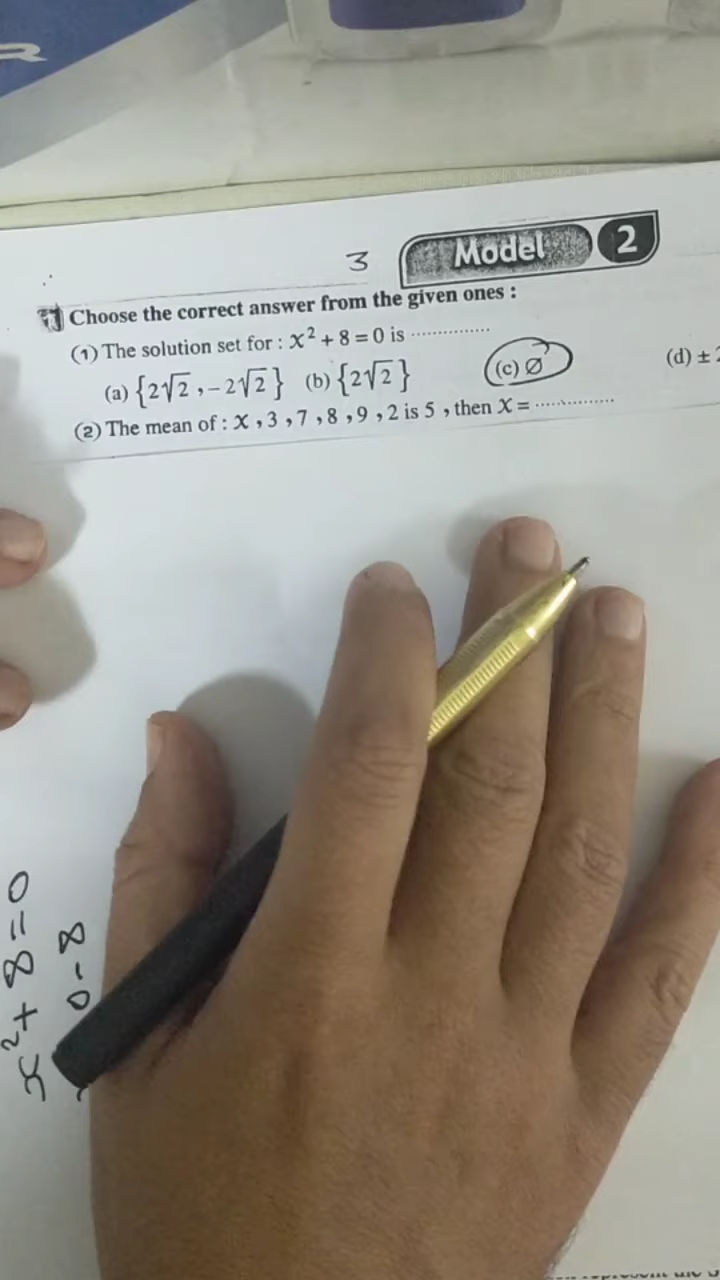 3
Model 2
Choose the correct answer from the given ones :
(1) The solution set for : x² + 8 = 0 is ..............
(a) {2√2 , −2√2} (b) {2√2} (c) Ø (d) ± 2
(2) The mean of : X , 3 , 7 , 8 , 9 , 2 is 5 , then X = ..............
x² + 8 = 0
0 - 8